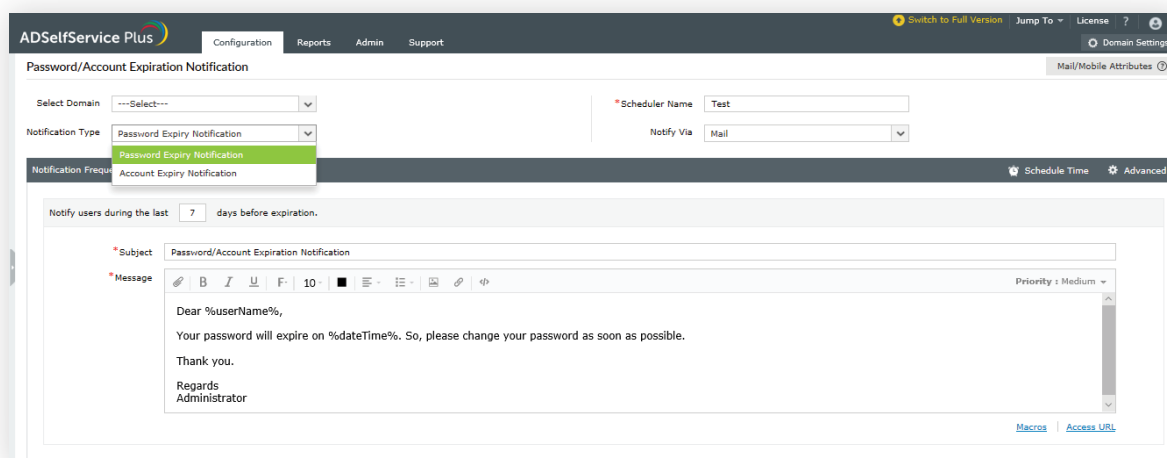 Switch to Full Version Jump To License ?
ADSelfService Plus
Configuration Reports Admin Support
Domain Settings
Password/Account Expiration Notification
Mail/Mobile Attributes ?
Select Domain ---Select---
*Scheduler Name Test
Notification Type Password Expiry Notification
Notify Via Mail
Password Expiry Notification
Account Expiry Notification
Notification Freque
Schedule Time Advanced
Notify users during the last 7 days before expiration.
*Subject Password/Account Expiration Notification
*Message B I U F 10 </> Priority : Medium
Dear %userName%,
Your password will expire on %dateTime%. So, please change your password as soon as possible.
Thank you.
Regards
Administrator
Macros Access URL